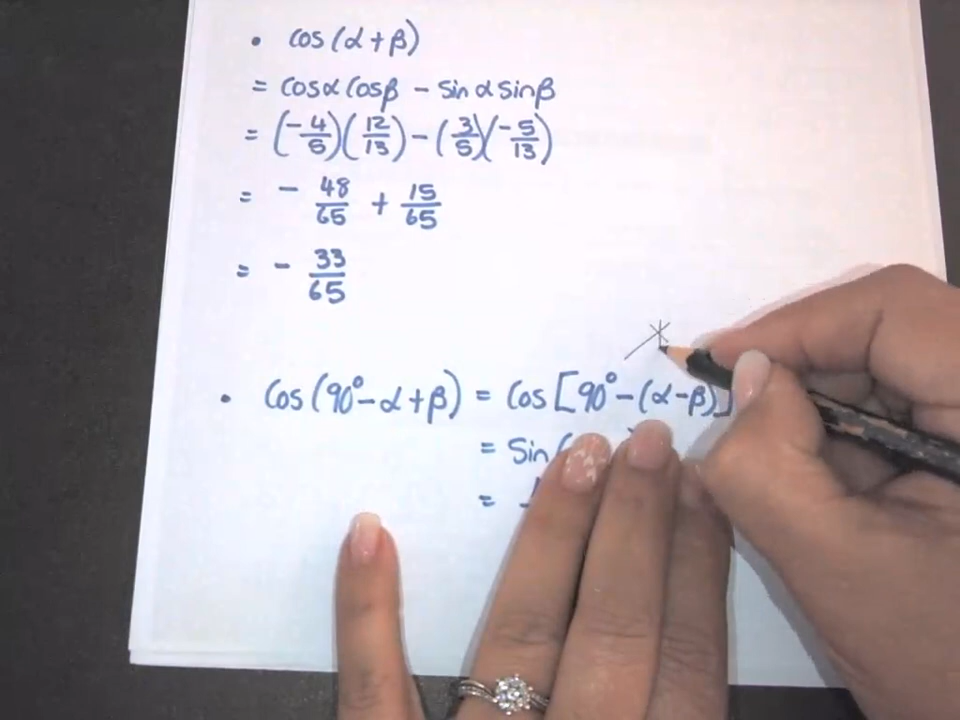 • cos(α+β)
= cosα cosβ − sinα sinβ
= (−4/5)(12/13) − (3/5)(−5/13)
= − 48/65 + 15/65
= − 33/65
• cos(90°−α+β) = cos[90°−(α−β)]
= sin(
=